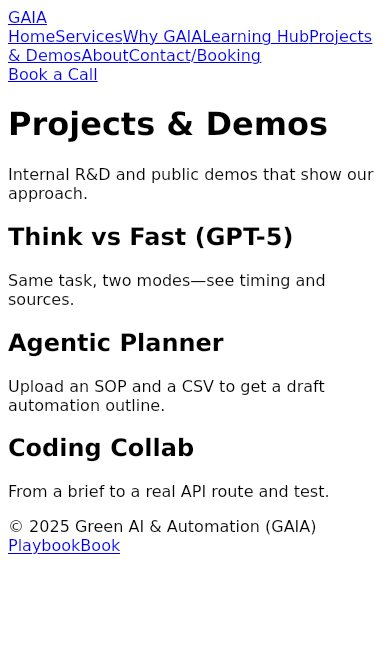 GAIA
HomeServicesWhy GAIALearning HubProjects
& DemosAboutContact/Booking
Book a Call
Projects & Demos
Internal R&D and public demos that show our
approach.
Think vs Fast (GPT-5)
Same task, two modes—see timing and
sources.
Agentic Planner
Upload an SOP and a CSV to get a draft
automation outline.
Coding Collab
From a brief to a real API route and test.
© 2025 Green AI & Automation (GAIA)
PlaybookBook